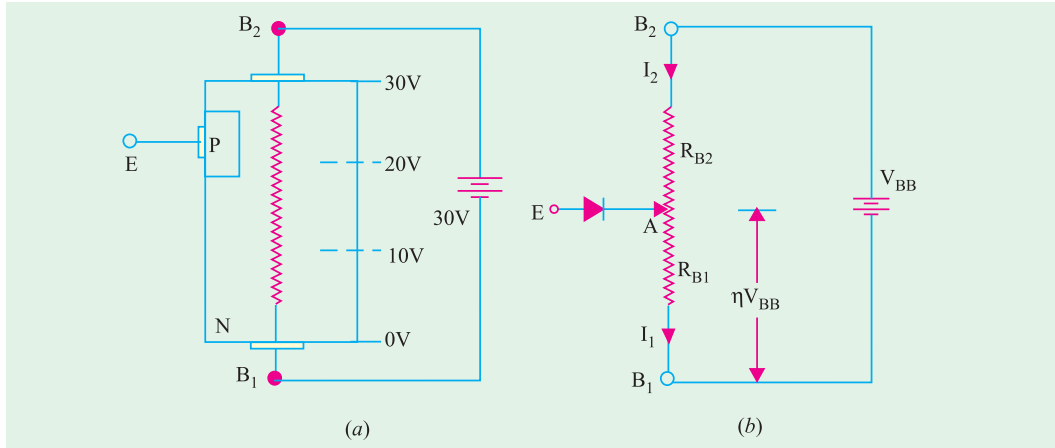 B2
30V
P
E
20V
30V
10V
N
0V
B1
(a)
B2
I2
RB2
VBB
E
A
RB1
ηVBB
I1
B1
(b)